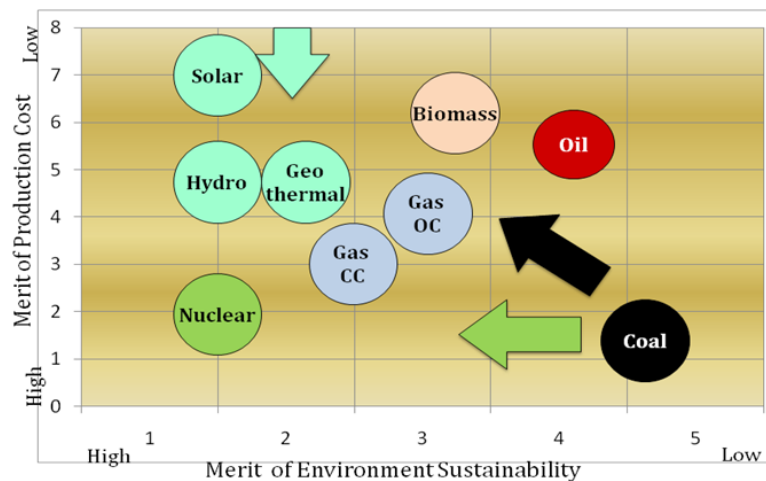 Merit of Production Cost
Low
High
8
7
6
5
4
3
2
1
0
Solar
Biomass
Oil
Hydro
Geo
thermal
Gas
OC
Gas
CC
Nuclear
Coal
1 2 3 4 5
High Low
Merit of Environment Sustainability